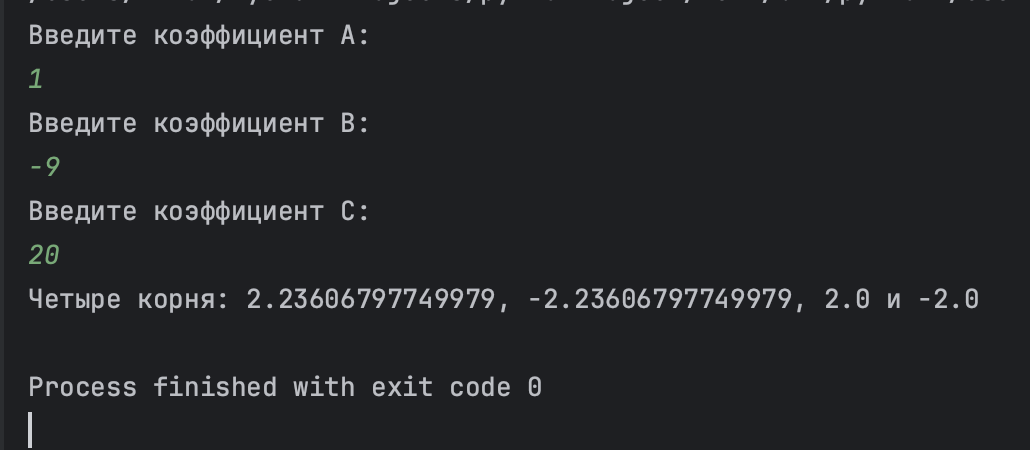 Введите коэффициент A:
1
Введите коэффициент B:
-9
Введите коэффициент C:
20
Четыре корня: 2.23606797749979, -2.23606797749979, 2.0 и -2.0
Process finished with exit code 0